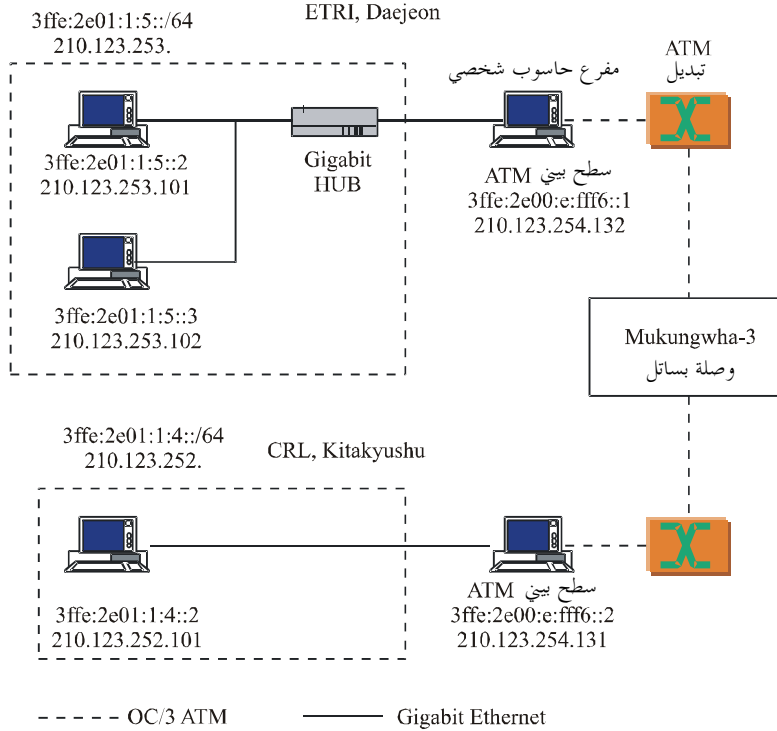 ETRI, Daejeon
3ffe:2e01:1:5::/64
210.123.253.
3ffe:2e01:1:5::2
210.123.253.101
Gigabit
HUB
مفرع حاسوب شخصي
سطح بيني ATM
3ffe:2e00:e:fff6::1
210.123.254.132
ATM
تبديل
3ffe:2e01:1:5::3
210.123.253.102
Mukungwha-3
وصلة بساتل
3ffe:2e01:1:4::/64
210.123.252.
CRL, Kitakyushu
3ffe:2e01:1:4::2
210.123.252.101
سطح بيني ATM
3ffe:2e00:e:fff6::2
210.123.254.131
OC/3 ATM
Gigabit Ethernet